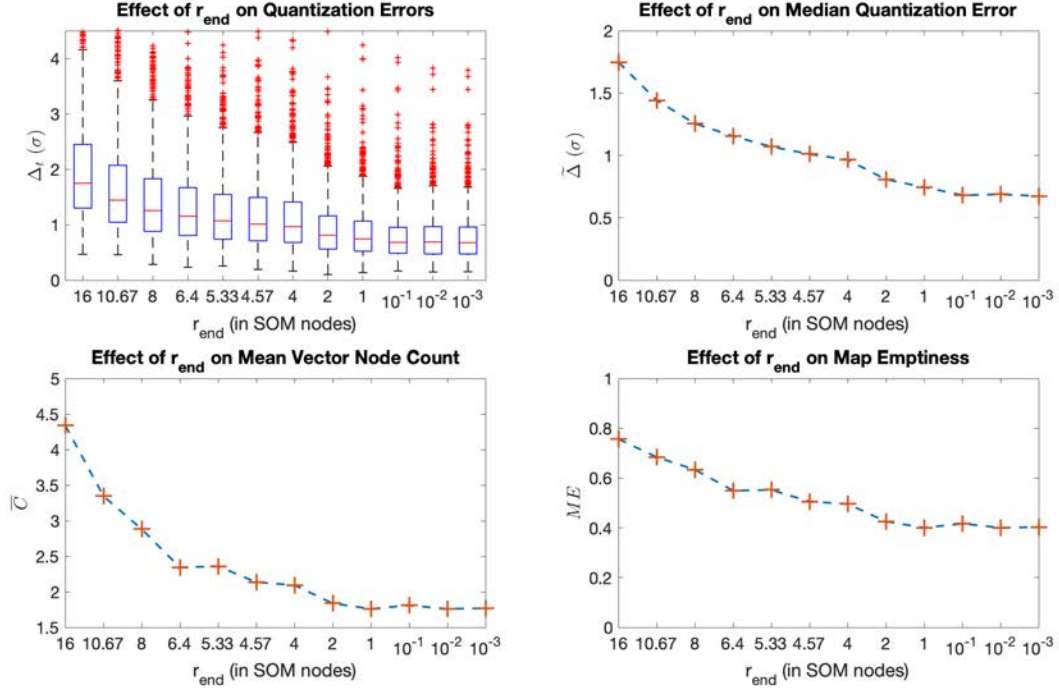 Effect of r_end on Quantization Errors
4
3
2
1
0
Δ_t (σ)
16 10.67 8 6.4 5.33 4.57 4 2 1 10^-1 10^-2 10^-3
r_end (in SOM nodes)
Effect of r_end on Median Quantization Error
2
1.5
1
0.5
0
Δ̃ (σ)
16 10.67 8 6.4 5.33 4.57 4 2 1 10^-1 10^-2 10^-3
r_end (in SOM nodes)
Effect of r_end on Mean Vector Node Count
5
4.5
4
3.5
3
2.5
2
1.5
C̅
16 10.67 8 6.4 5.33 4.57 4 2 1 10^-1 10^-2 10^-3
r_end (in SOM nodes)
Effect of r_end on Map Emptiness
1
0.8
0.6
0.4
0.2
0
ME
16 10.67 8 6.4 5.33 4.57 4 2 1 10^-1 10^-2 10^-3
r_end (in SOM nodes)